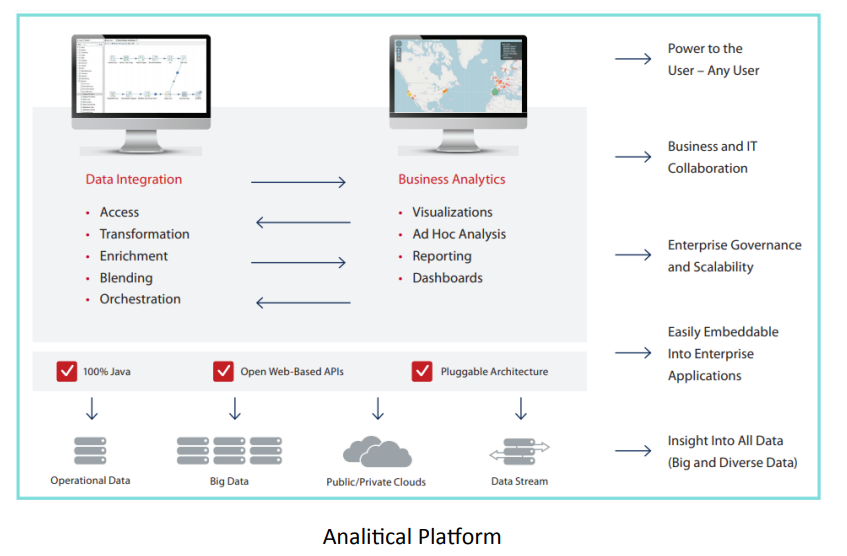 Power to the
User – Any User
Business and IT
Collaboration
Enterprise Governance
and Scalability
Easily Embeddable
Into Enterprise
Applications
Insight Into All Data
(Big and Diverse Data)
Data Integration
• Access
• Transformation
• Enrichment
• Blending
• Orchestration
Business Analytics
• Visualizations
• Ad Hoc Analysis
• Reporting
• Dashboards
100% Java
Open Web-Based APIs
Pluggable Architecture
Operational Data
Big Data
Public/Private Clouds
Data Stream
Analitical Platform